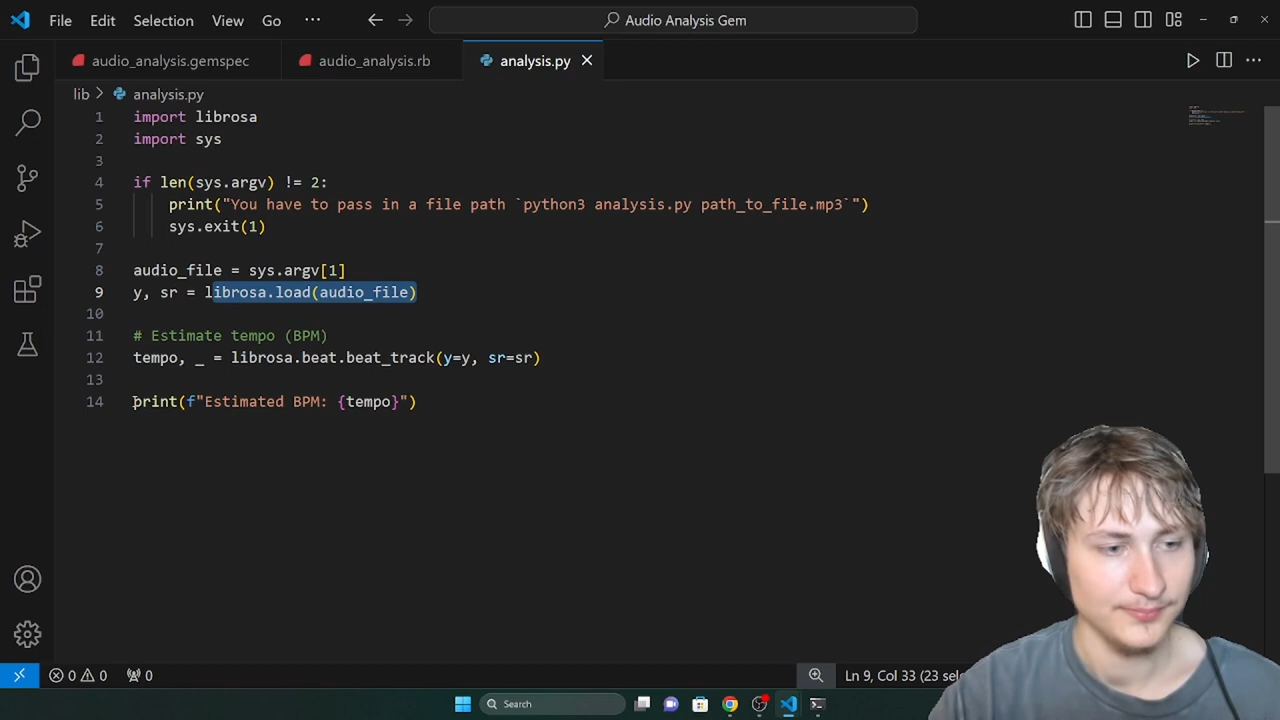 File Edit Selection View Go ··· Audio Analysis Gem
audio_analysis.gemspec audio_analysis.rb analysis.py
lib > analysis.py
1 import librosa
2 import sys
3
4 if len(sys.argv) != 2:
5 print("You have to pass in a file path `python3 analysis.py path_to_file.mp3`")
6 sys.exit(1)
7
8 audio_file = sys.argv[1]
9 y, sr = librosa.load(audio_file)
10
11 # Estimate tempo (BPM)
12 tempo, _ = librosa.beat.beat_track(y=y, sr=sr)
13
14 print(f"Estimated BPM: {tempo}")
0 0 0 Ln 9, Col 33 (23
Search